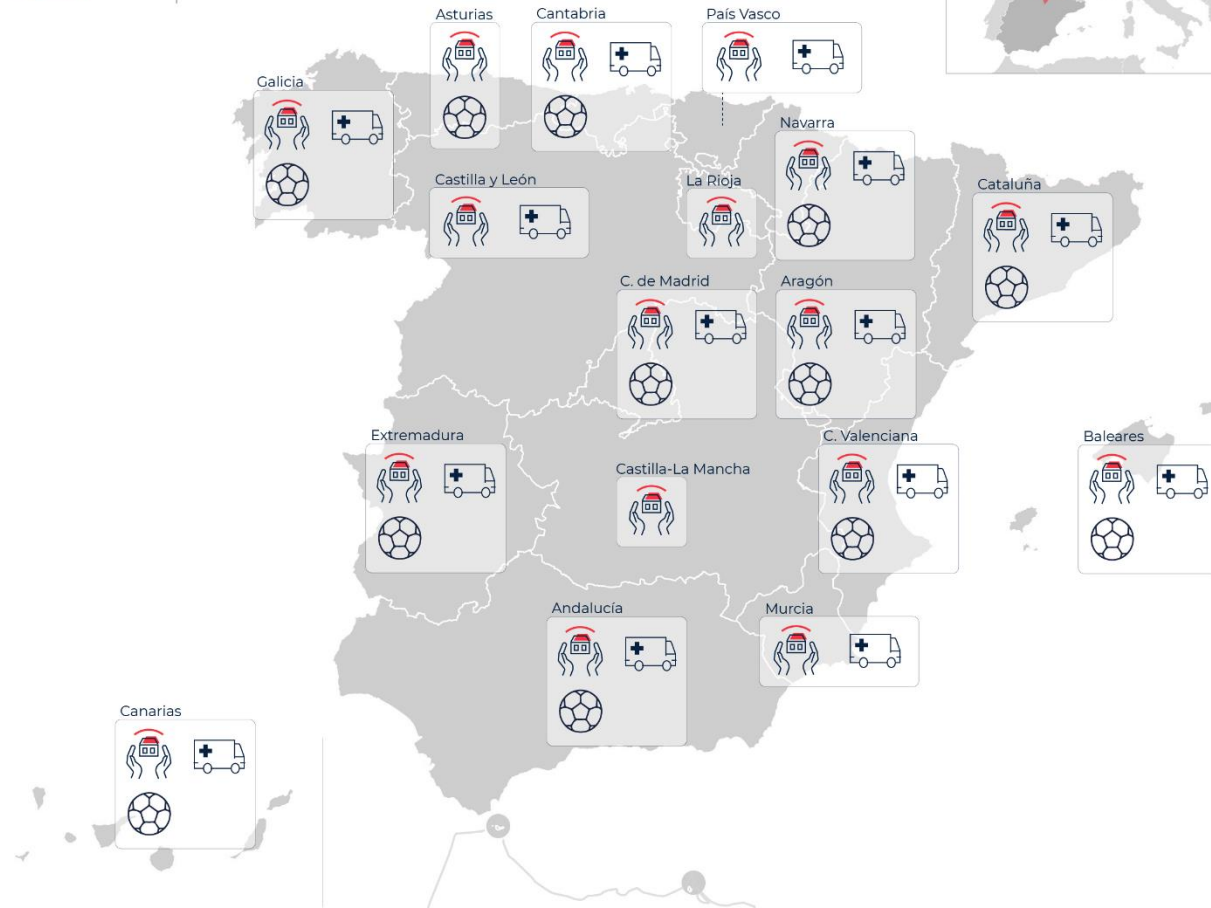 Asturias
Cantabria
País Vasco
Galicia
Navarra
Castilla y León
La Rioja
Cataluña
C. de Madrid
Aragón
Extremadura
C. Valenciana
Baleares
Castilla-La Mancha
Andalucía
Murcia
Canarias